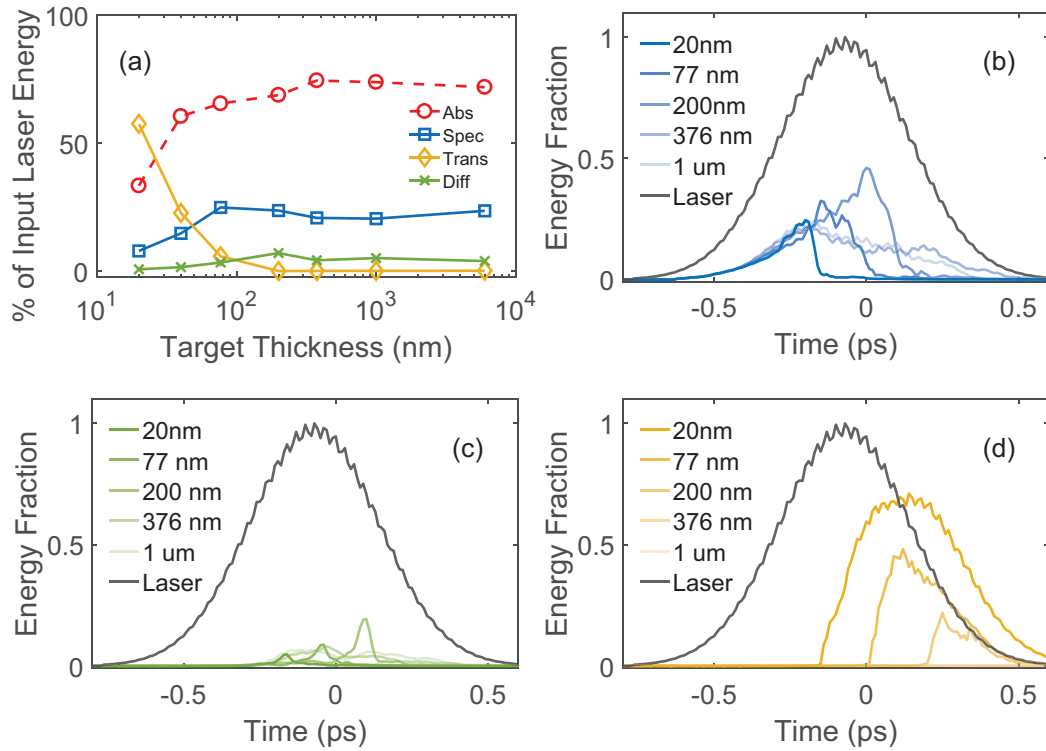 (a)
% of Input Laser Energy
100
50
0
10^1
10^2
10^3
10^4
Target Thickness (nm)
Abs
Spec
Trans
Diff
(b)
Energy Fraction
1
0.5
0
-0.5
0
0.5
Time (ps)
20nm
77 nm
200nm
376 nm
1 um
Laser
(c)
Energy Fraction
1
0.5
0
-0.5
0
0.5
Time (ps)
20nm
77 nm
200 nm
376 nm
1 um
Laser
(d)
Energy Fraction
1
0.5
0
-0.5
0
0.5
Time (ps)
20nm
77 nm
200 nm
376 nm
1 um
Laser